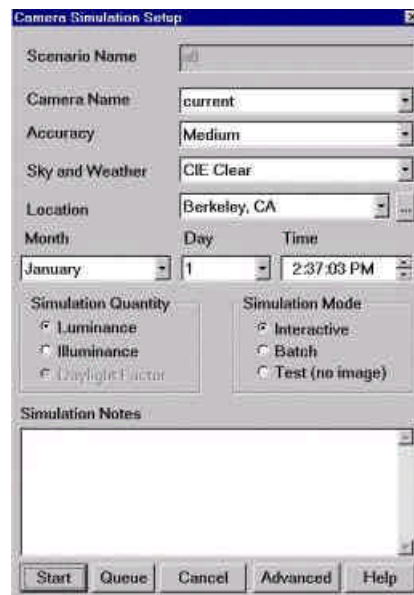 Camera Simulation Setup
Scenario Name
Camera Name current
Accuracy Medium
Sky and Weather CIE Clear
Location Berkeley, CA ...
Month Day Time
January 1 2:37:03 PM
Simulation Quantity Simulation Mode
Luminance Interactive
Illuminance Batch
Daylight Factor Test (no image)
Simulation Notes
Start Queue Cancel Advanced Help